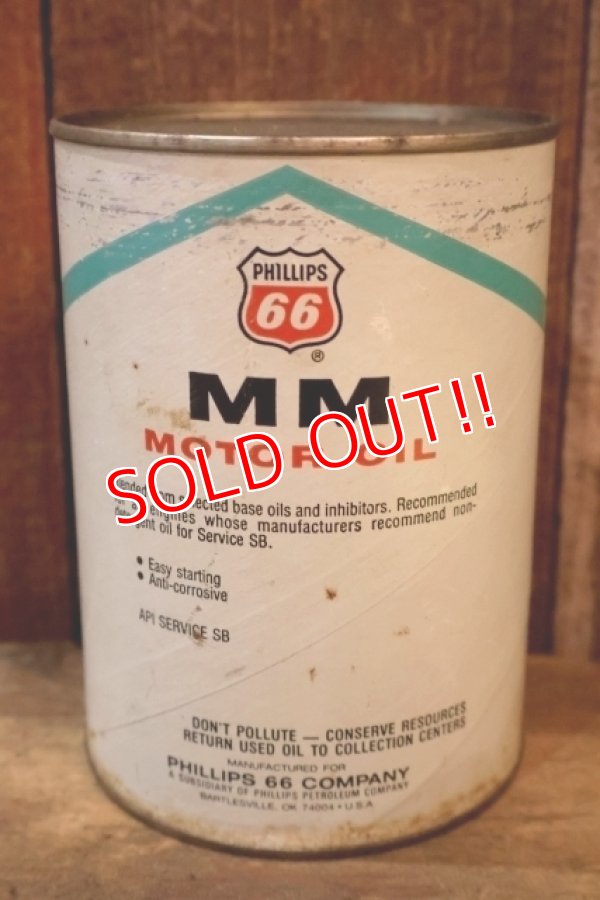 PHILLIPS
66
®
MM
MOTOR OIL
SOLD OUT!!
selected base oils and inhibitors. Recommended
engines whose manufacturers recommend non-
oil for Service SB.
• Easy starting
• Anti-corrosive
API SERVICE SB
DON'T POLLUTE — CONSERVE RESOURCES
RETURN USED OIL TO COLLECTION CENTERS
MANUFACTURED FOR
PHILLIPS 66 COMPANY
A SUBSIDIARY OF PHILLIPS PETROLEUM COMPANY
BARTLESVILLE, OK 74004 • U.S.A